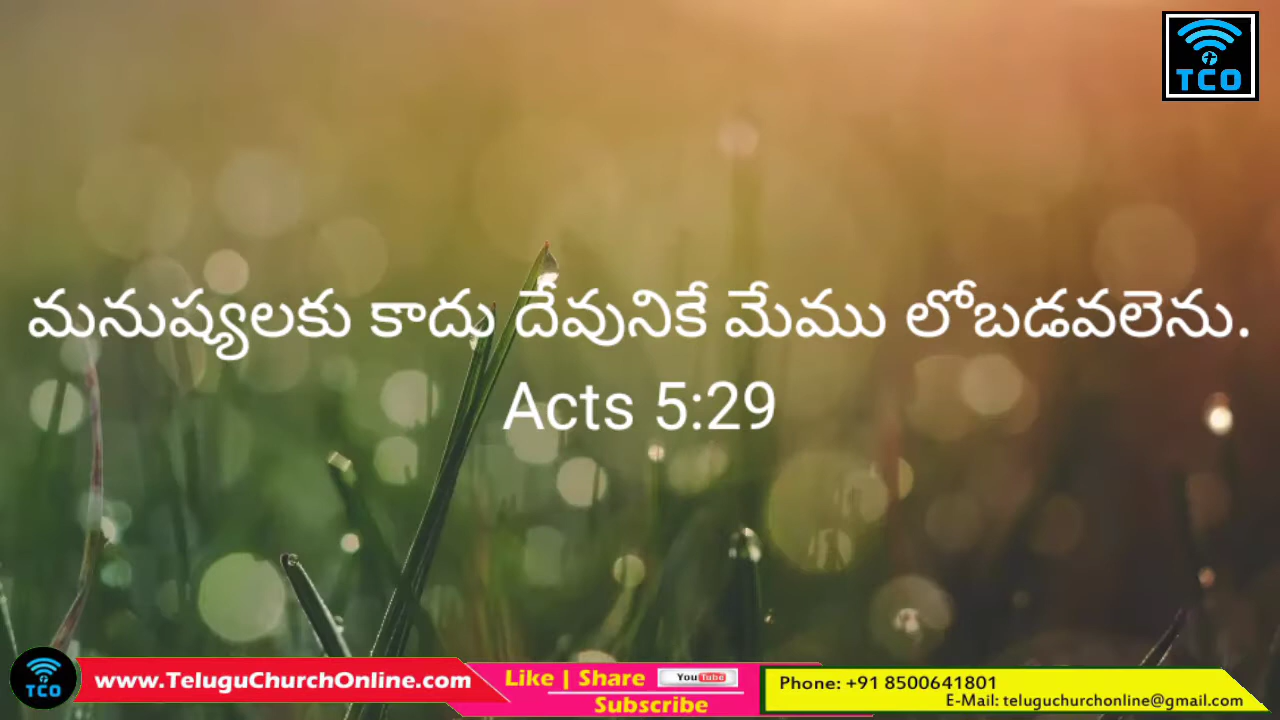 TCO
మనుష్యలకు కాదు దేవునికే మేము లోబడవలెను.
Acts 5:29
TCO
www.TeluguChurchOnline.com
Like | Share YouTube
Subscribe
Phone: +91 8500641801
E-Mail: teluguchurchonline@gmail.com